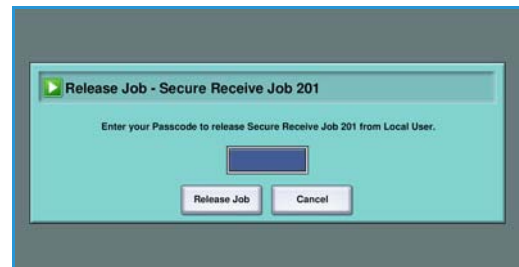 Release Job - Secure Receive Job 201
Enter your Passcode to release Secure Receive Job 201 from Local User.
Release Job
Cancel